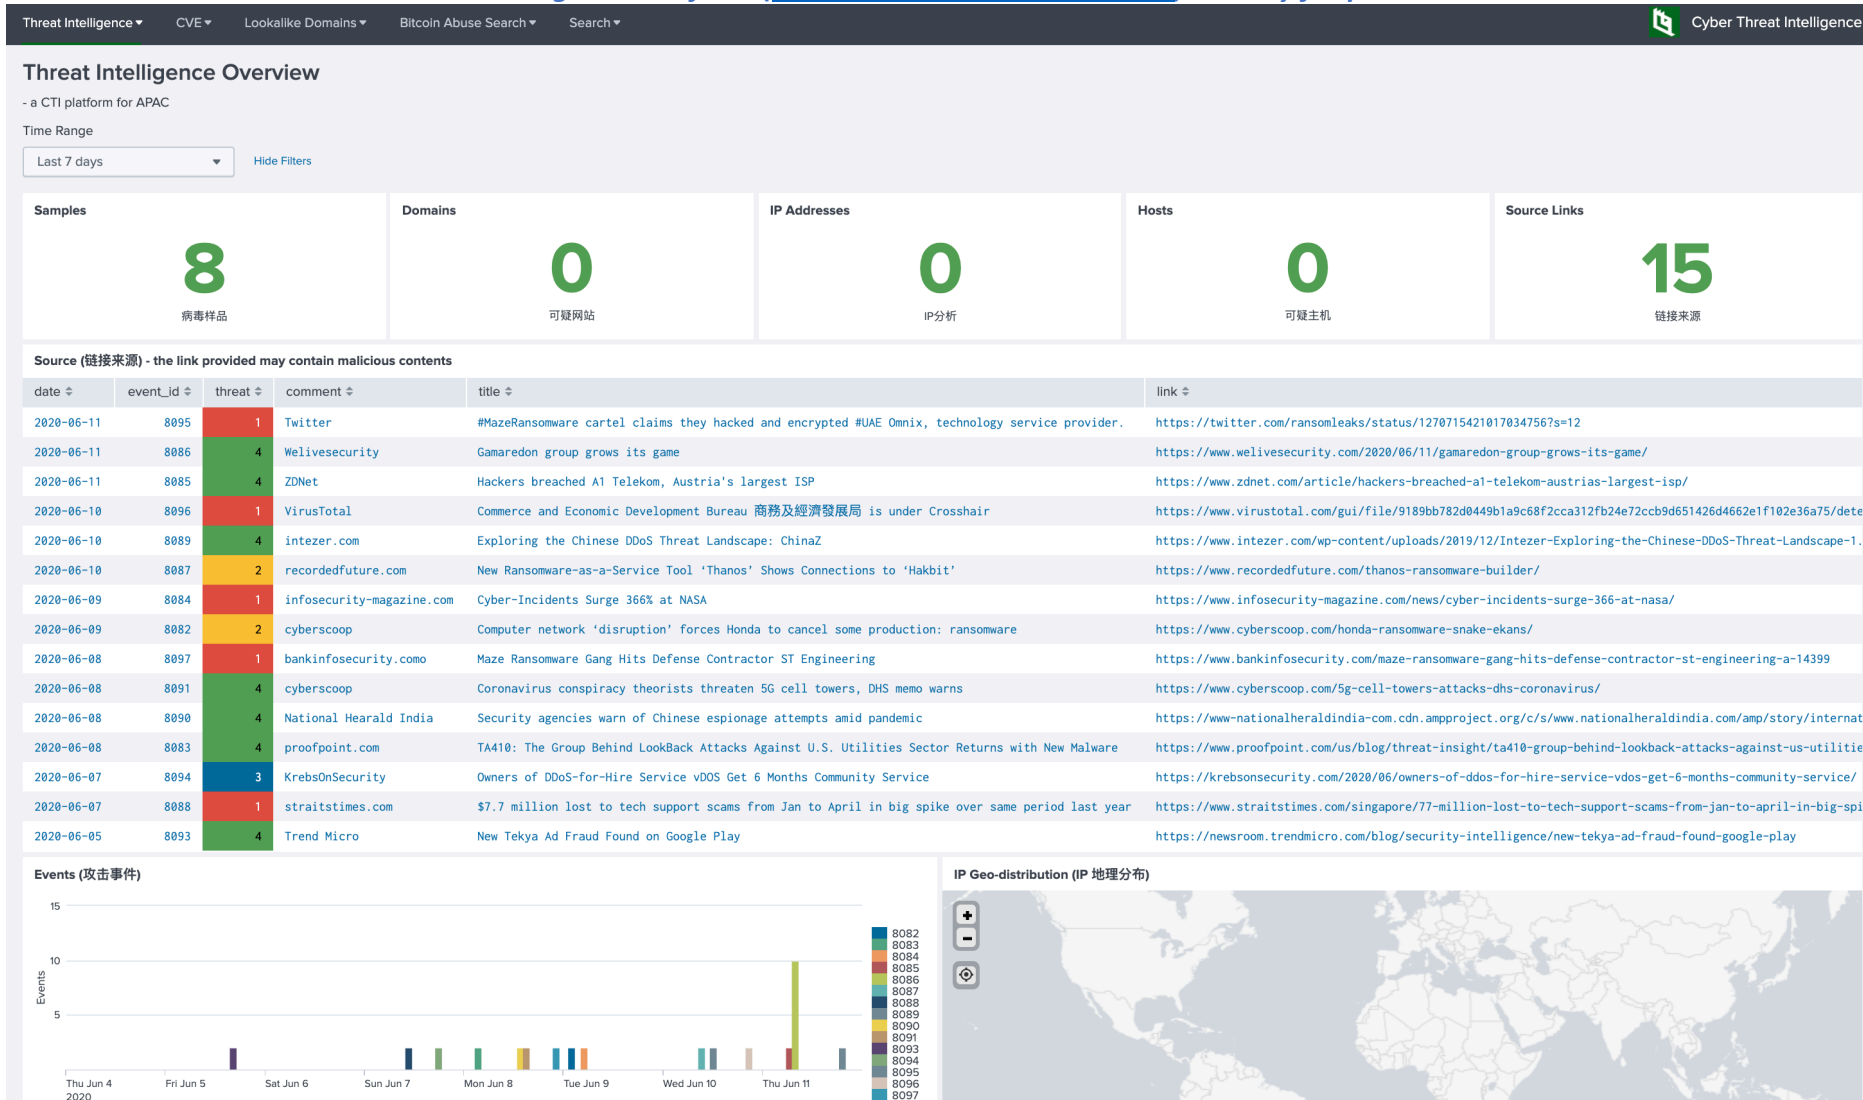 Threat Intelligence CVE Lookalike Domains Bitcoin Abuse Search Search Cyber Threat Intelligence
Threat Intelligence Overview
- a CTI platform for APAC
Time Range
Last 7 days Hide Filters
Samples Domains IP Addresses Hosts Source Links
8 0 0 0 15
病毒样品 可疑网站 IP分析 可疑主机 链接来源
Source (链接来源) - the link provided may contain malicious contents
date event_id threat comment title link
2020-06-11 8095 1 Twitter #MazeRansomware cartel claims they hacked and encrypted #UAE Omnix, technology service provider. https://twitter.com/ransomleaks/status/1270715421017034756?s=12
2020-06-11 8086 4 Welivesecurity Gamaredon group grows its game https://www.welivesecurity.com/2020/06/11/gamaredon-group-grows-its-game/
2020-06-11 8085 4 ZDNet Hackers breached A1 Telekom, Austria's largest ISP https://www.zdnet.com/article/hackers-breached-a1-telekom-austrias-largest-isp/
2020-06-10 8096 1 VirusTotal Commerce and Economic Development Bureau 商務及經濟發展局 is under Crosshair https://www.virustotal.com/gui/file/9189bb782d0449b1a9c68f2cca312fb24e72ccb9d651426d4662e1f102e36a75/dete
2020-06-10 8089 4 intezer.com Exploring the Chinese DDoS Threat Landscape: ChinaZ https://www.intezer.com/wp-content/uploads/2019/12/Intezer-Exploring-the-Chinese-DDoS-Threat-Landscape-1.
2020-06-10 8087 2 recordedfuture.com New Ransomware-as-a-Service Tool ‘Thanos’ Shows Connections to ‘Hakbit’ https://www.recordedfuture.com/thanos-ransomware-builder/
2020-06-09 8084 1 infosecurity-magazine.com Cyber-Incidents Surge 366% at NASA https://www.infosecurity-magazine.com/news/cyber-incidents-surge-366-at-nasa/
2020-06-09 8082 2 cyberscoop Computer network ‘disruption’ forces Honda to cancel some production: ransomware https://www.cyberscoop.com/honda-ransomware-snake-ekans/
2020-06-08 8097 1 bankinfosecurity.como Maze Ransomware Gang Hits Defense Contractor ST Engineering https://www.bankinfosecurity.com/maze-ransomware-gang-hits-defense-contractor-st-engineering-a-14399
2020-06-08 8091 4 cyberscoop Coronavirus conspiracy theorists threaten 5G cell towers, DHS memo warns https://www.cyberscoop.com/5g-cell-towers-attacks-dhs-coronavirus/
2020-06-08 8090 4 National Hearald India Security agencies warn of Chinese espionage attempts amid pandemic https://www-nationalheraldindia-com.cdn.ampproject.org/c/s/www.nationalheraldindia.com/amp/story/internat
2020-06-08 8083 4 proofpoint.com TA410: The Group Behind LookBack Attacks Against U.S. Utilities Sector Returns with New Malware https://www.proofpoint.com/us/blog/threat-insight/ta410-group-behind-lookback-attacks-against-us-utilitie
2020-06-07 8094 3 KrebsOnSecurity Owners of DDoS-for-Hire Service vDOS Get 6 Months Community Service https://krebsonsecurity.com/2020/06/owners-of-ddos-for-hire-service-vdos-get-6-months-community-service/
2020-06-07 8088 1 straitstimes.com $7.7 million lost to tech support scams from Jan to April in big spike over same period last year https://www.straitstimes.com/singapore/77-million-lost-to-tech-support-scams-from-jan-to-april-in-big-spi
2020-06-05 8093 4 Trend Micro New Tekya Ad Fraud Found on Google Play https://newsroom.trendmicro.com/blog/security-intelligence/new-tekya-ad-fraud-found-google-play
Events (攻击事件) IP Geo-distribution (IP 地理分布)
15
10
5
Events
Thu Jun 4 Fri Jun 5 Sat Jun 6 Sun Jun 7 Mon Jun 8 Tue Jun 9 Wed Jun 10 Thu Jun 11
2020
8082
8083
8084
8085
8086
8087
8088
8089
8090
8091
8093
8094
8095
8096
8097